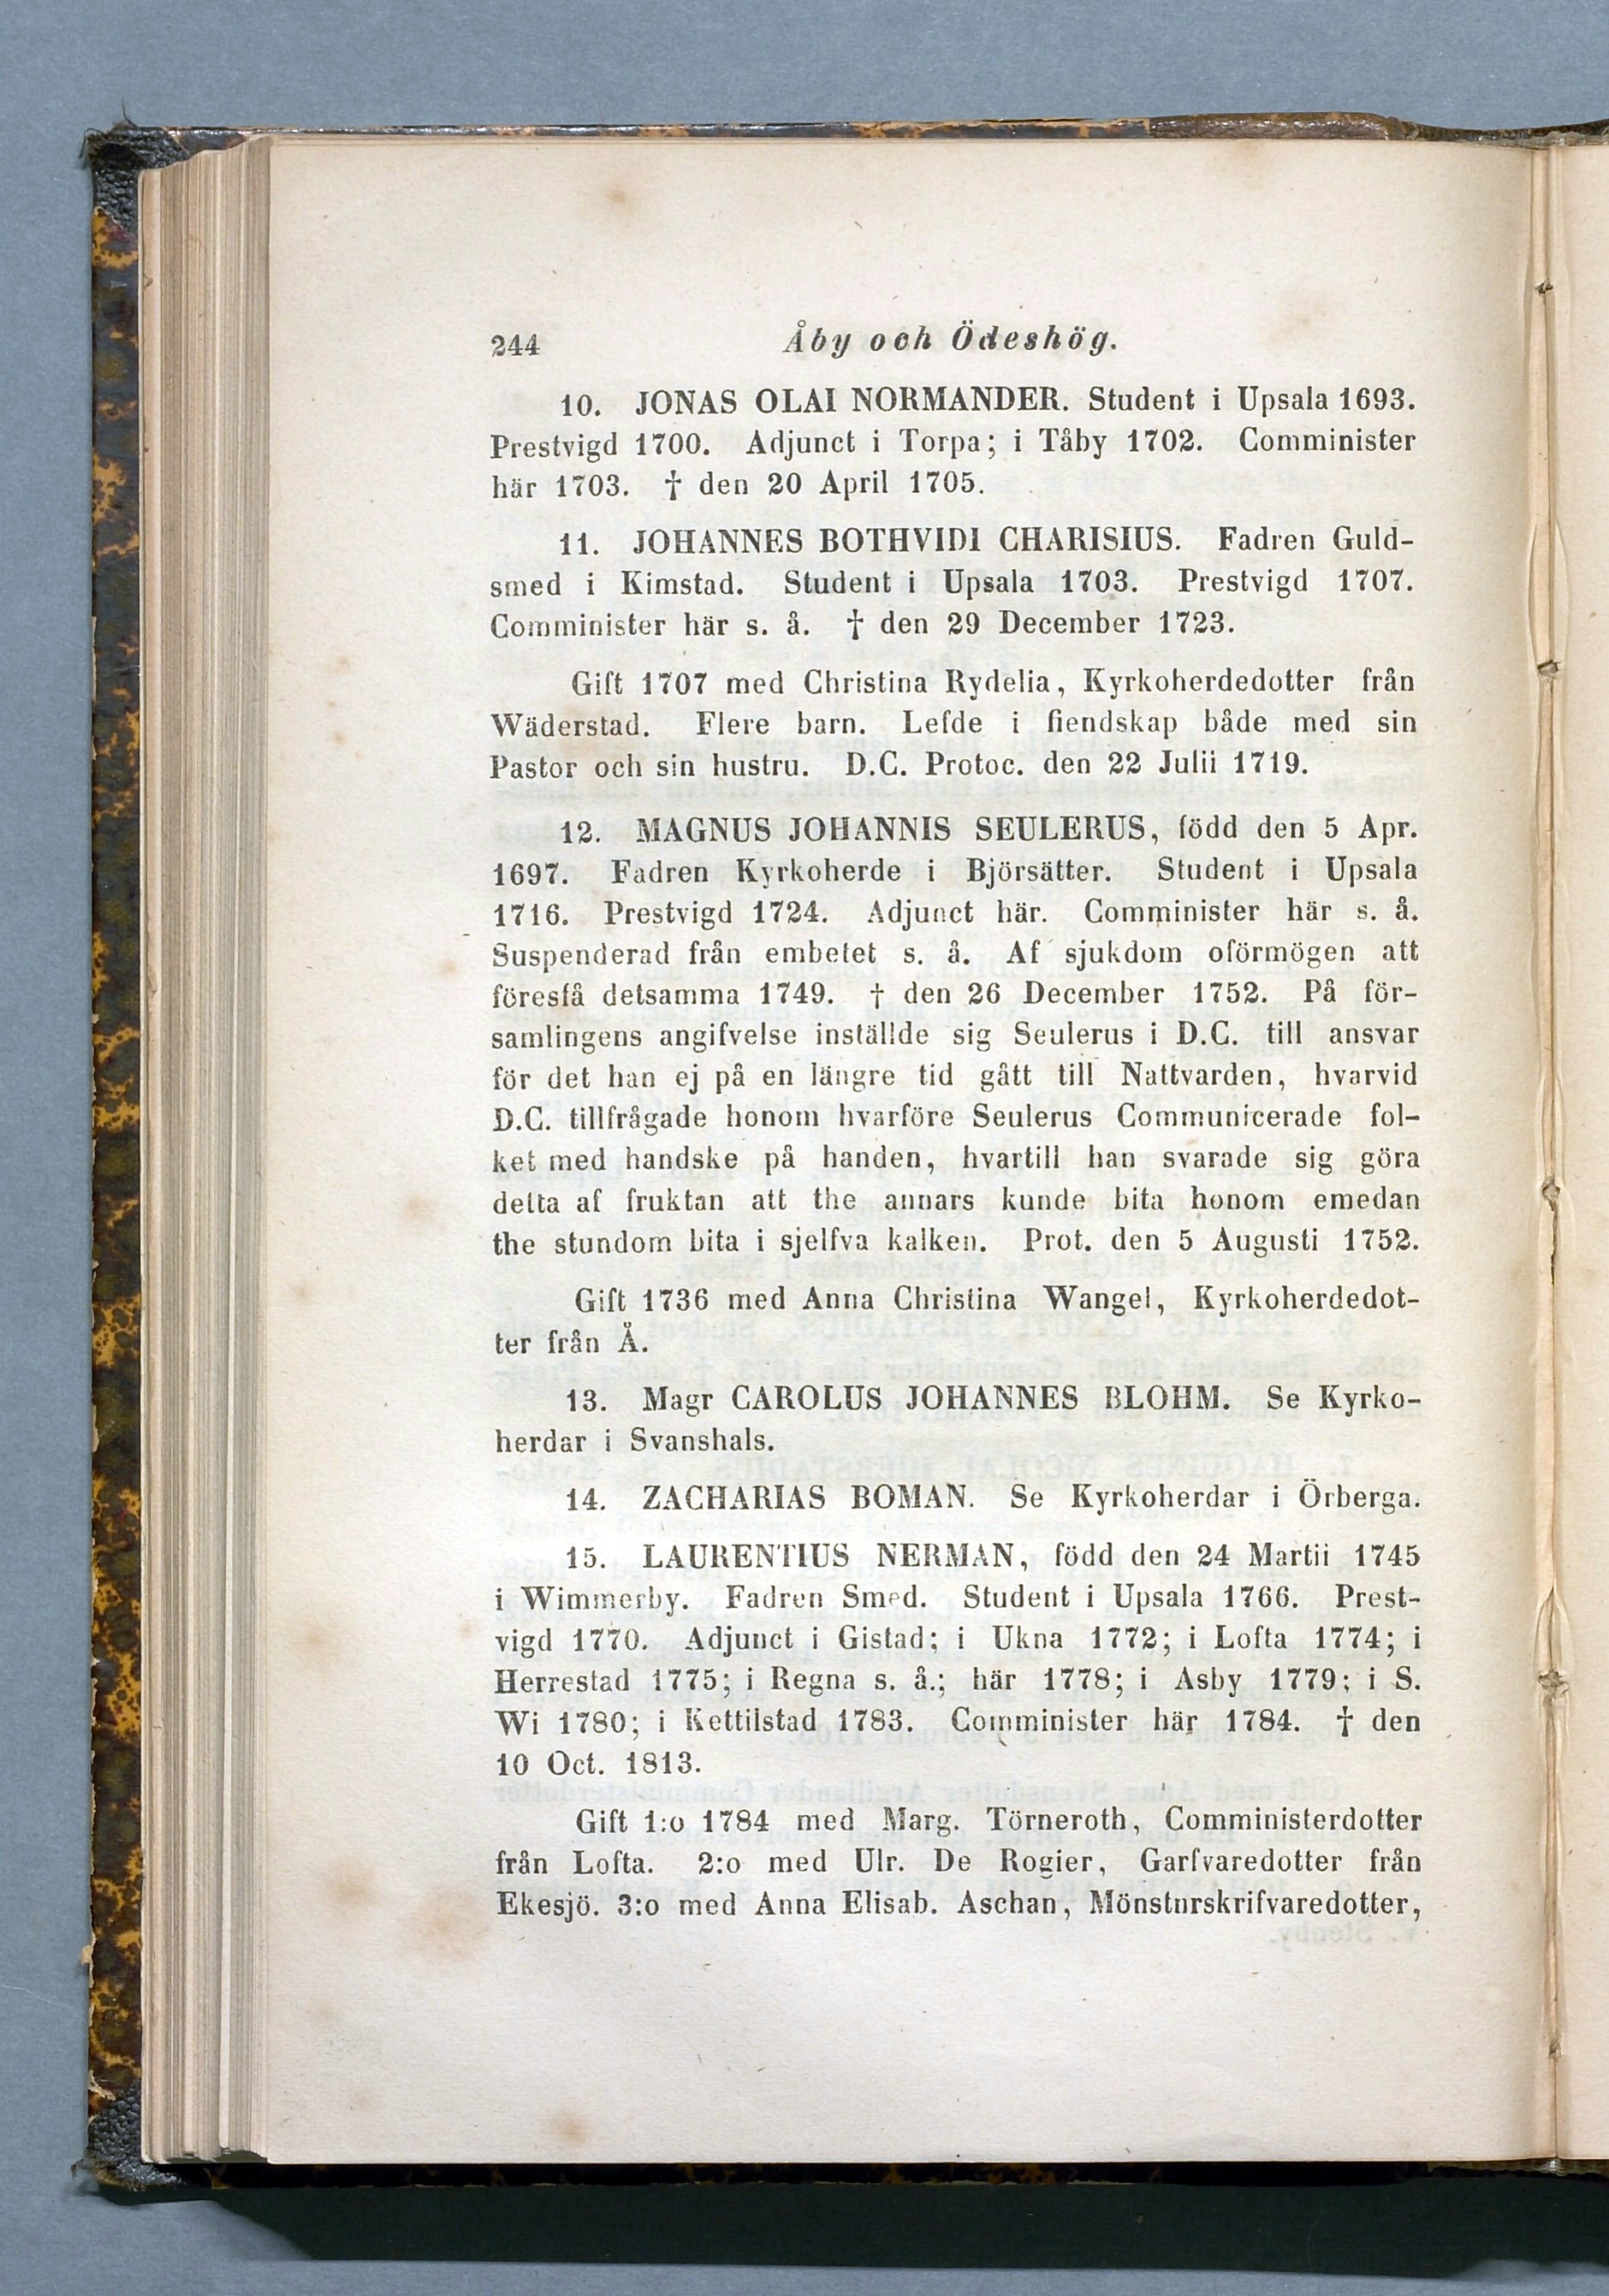 244 Åby och Ödeshög.
10. JONAS OLAI NORMANDER. Student i Upsala 1693.
Prestvigd 1700. Adjunct i Torpa; i Tåby 1702. Comminister
här 1703. † den 20 April 1705.
11. JOHANNES BOTHVIDI CHARISIUS. Fadren Guld-
smed i Kimstad. Student i Upsala 1703. Prestvigd 1707.
Comminister här s. å. † den 29 December 1723.
Gift 1707 med Christina Rydelia, Kyrkoherdedotter från
Wäderstad. Flere barn. Lefde i fiendskap både med sin
Pastor och sin hustru. D.C. Protoc. den 22 Julii 1719.
12. MAGNUS JOHANNIS SEULERUS, född den 5 Apr.
1697. Fadren Kyrkoherde i Björsätter. Student i Upsala
1716. Prestvigd 1724. Adjunct här. Comminister här s. å.
Suspenderad från embetet s. å. Af sjukdom oförmögen att
föresfå detsamma 1749. † den 26 December 1752. På för-
samlingens angifvelse inställde sig Seulerus i D.C. till ansvar
för det han ej på en längre tid gått till Nattvarden, hvarvid
D.C. tillfrågade honom hvarföre Seulerus Communicerade fol-
ket med handske på handen, hvartill han svarade sig göra
detta af fruktan att the annars kunde bita honom emedan
the stundom bita i sjelfva kalken. Prot. den 5 Augusti 1752.
Gift 1736 med Anna Christina Wangel, Kyrkoherdedot-
ter från Å.
13. Magr CAROLUS JOHANNES BLOHM. Se Kyrko-
herdar i Svanshals.
14. ZACHARIAS BOMAN. Se Kyrkoherdar i Örberga.
15. LAURENTIUS NERMAN, född den 24 Martii 1745
i Wimmerby. Fadren Smed. Student i Upsala 1766. Prest-
vigd 1770. Adjunct i Gistad; i Ukna 1772; i Lofta 1774; i
Herrestad 1775; i Regna s. å.; här 1778; i Asby 1779; i S.
Wi 1780; i Kettilstad 1783. Comminister här 1784. † den
10 Oct. 1813.
Gift 1:o 1784 med Marg. Törneroth, Comministerdotter
från Lofta. 2:o med Ulr. De Rogier, Garfvaredotter från
Ekesjö. 3:o med Anna Elisab. Aschan, Mönsturskrifvaredotter,